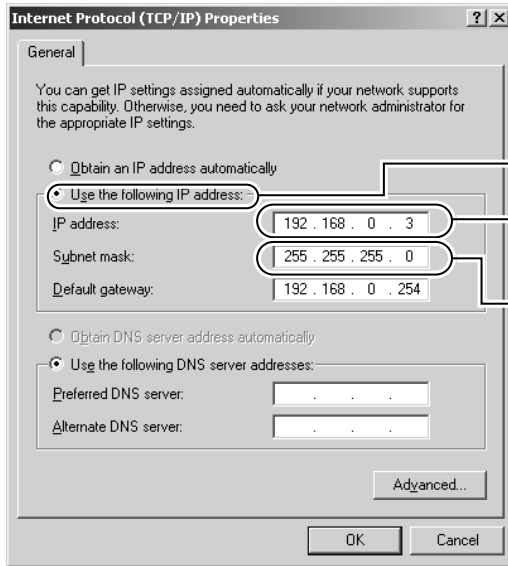 Internet Protocol (TCP/IP) Properties
General
You can get IP settings assigned automatically if your network supports
this capability. Otherwise, you need to ask your network administrator for
the appropriate IP settings.
Obtain an IP address automatically
Use the following IP address:
IP address: 192 . 168 . 0 . 3
Subnet mask: 255 . 255 . 255 . 0
Default gateway: 192 . 168 . 0 . 254
Obtain DNS server address automatically
Use the following DNS server addresses:
Preferred DNS server: . . .
Alternate DNS server: . . .
Advanced...
OK Cancel